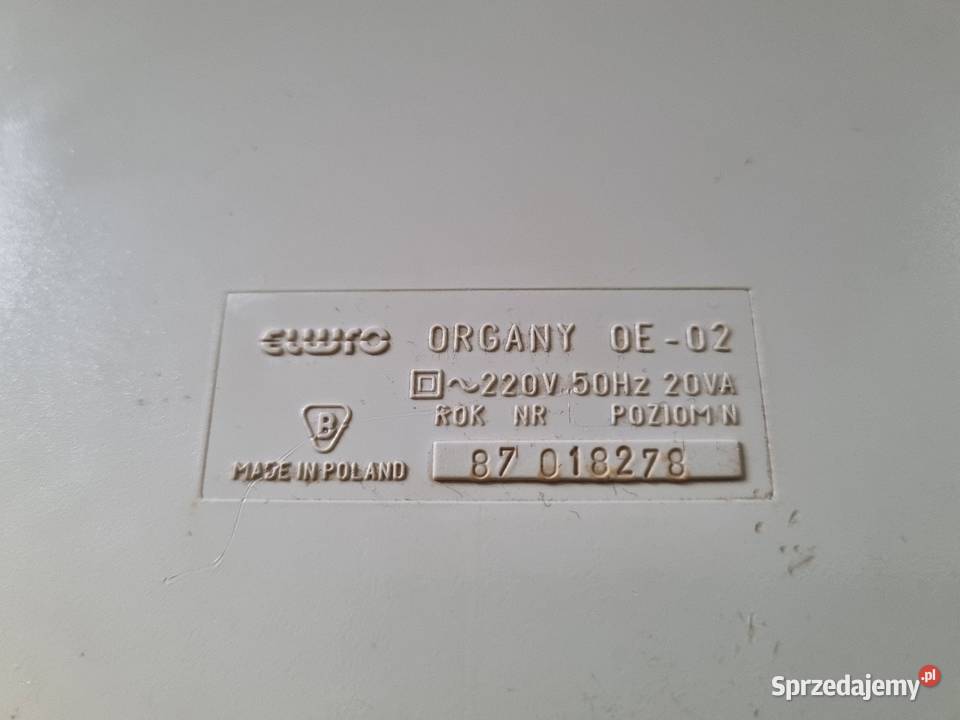 elwro ORGANY OE-02
~220V 50Hz 20VA
ROK NR POZIOM N
B
MADE IN POLAND
87 018278
Sprzedajemy.pl